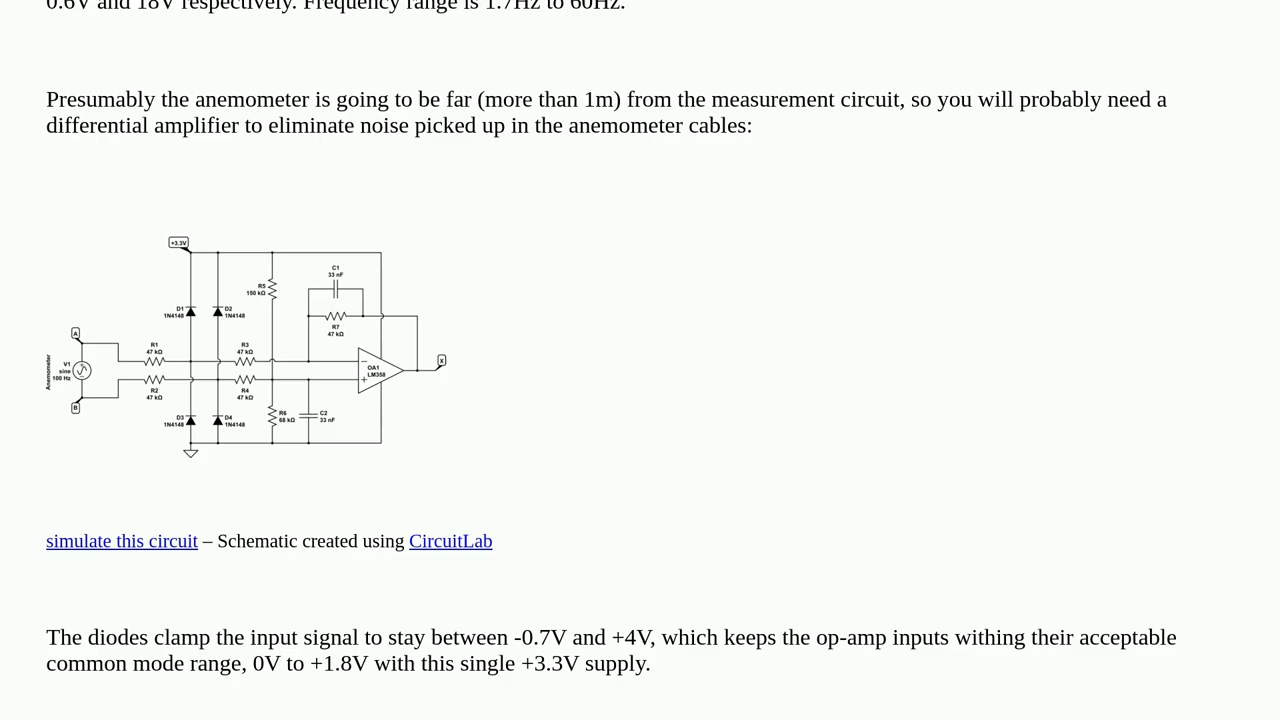 0.6V and 18V respectively. Frequency range is 1.7Hz to 60Hz.
Presumably the anemometer is going to be far (more than 1m) from the measurement circuit, so you will probably need a
differential amplifier to eliminate noise picked up in the anemometer cables:
+3.3V
C1
33 nF
R5
150 kΩ
D1
1N4148
D2
1N4148
R7
47 kΩ
A
R1
47 kΩ
R3
47 kΩ
X
Anemometer
V1
sine
100 Hz
OA1
LM358
R2
47 kΩ
R4
47 kΩ
B
D3
1N4148
D4
1N4148
R6
68 kΩ
C2
33 nF
simulate this circuit – Schematic created using CircuitLab
The diodes clamp the input signal to stay between -0.7V and +4V, which keeps the op-amp inputs withing their acceptable
common mode range, 0V to +1.8V with this single +3.3V supply.